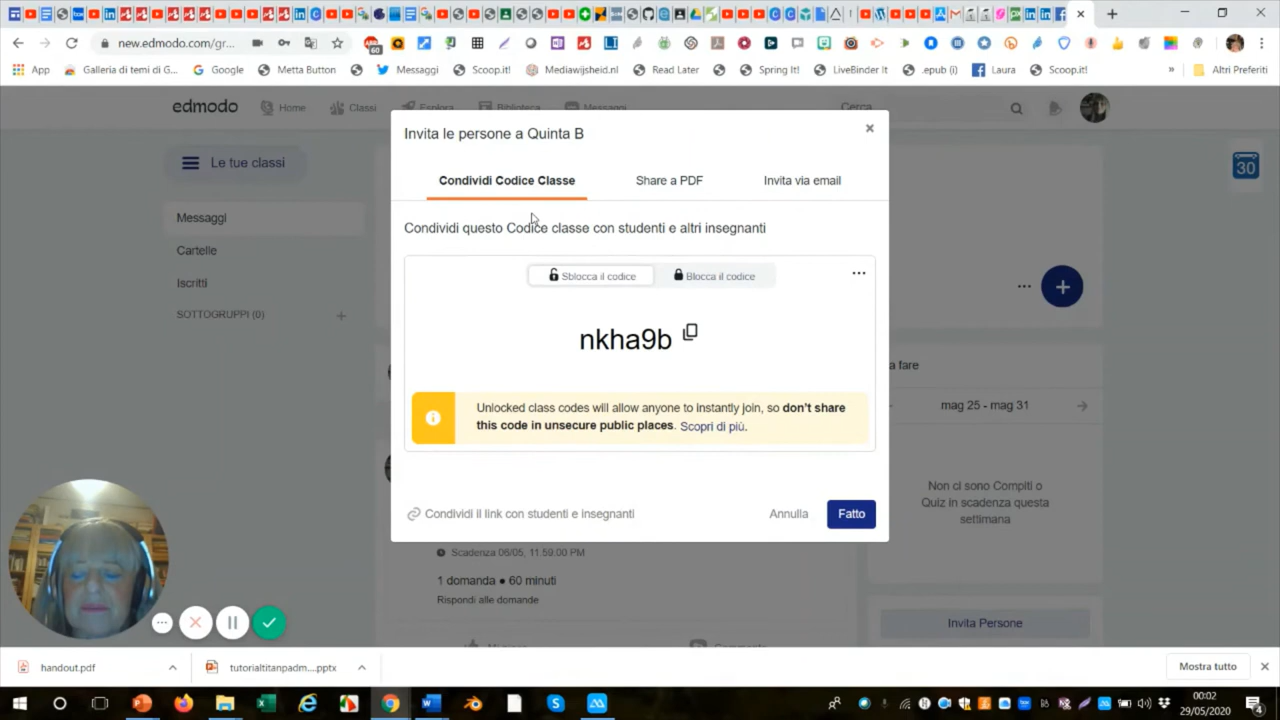 new.edmodo.com/gr...
60
App
Galleria di temi di G...
Google
Metta Button
Messaggi
Scoop.it!
Mediawijsheid.nl
Read Later
Spring It!
LiveBinder It
.epub (i)
Laura
Scoop.it!
»
Altri Preferiti
edmodo
Home
Classi
Esplora
Biblioteca
Messaggi
Cerca
Invita le persone a Quinta B
×
Le tue classi
30
Condividi Codice Classe
Share a PDF
Invita via email
Messaggi
Condividi questo Codice classe con studenti e altri insegnanti
Cartelle
Sblocca il codice
Blocca il codice
Iscritti
SOTTOGRUPPI (0)
nkha9b
a fare
mag 25 - mag 31
Unlocked class codes will allow anyone to instantly join, so don't share
this code in unsecure public places. Scopri di più.
Non ci sono Compiti o
Quiz in scadenza questa
settimana
Condividi il link con studenti e insegnanti
Annulla
Fatto
Scadenza 06/05, 11:59:00 PM
1 domanda ● 60 minuti
Rispondi alle domande
Invita Persone
handout.pdf
tutorialtitanpadm....pptx
Mostra tutto
00:02
29/05/2020
4